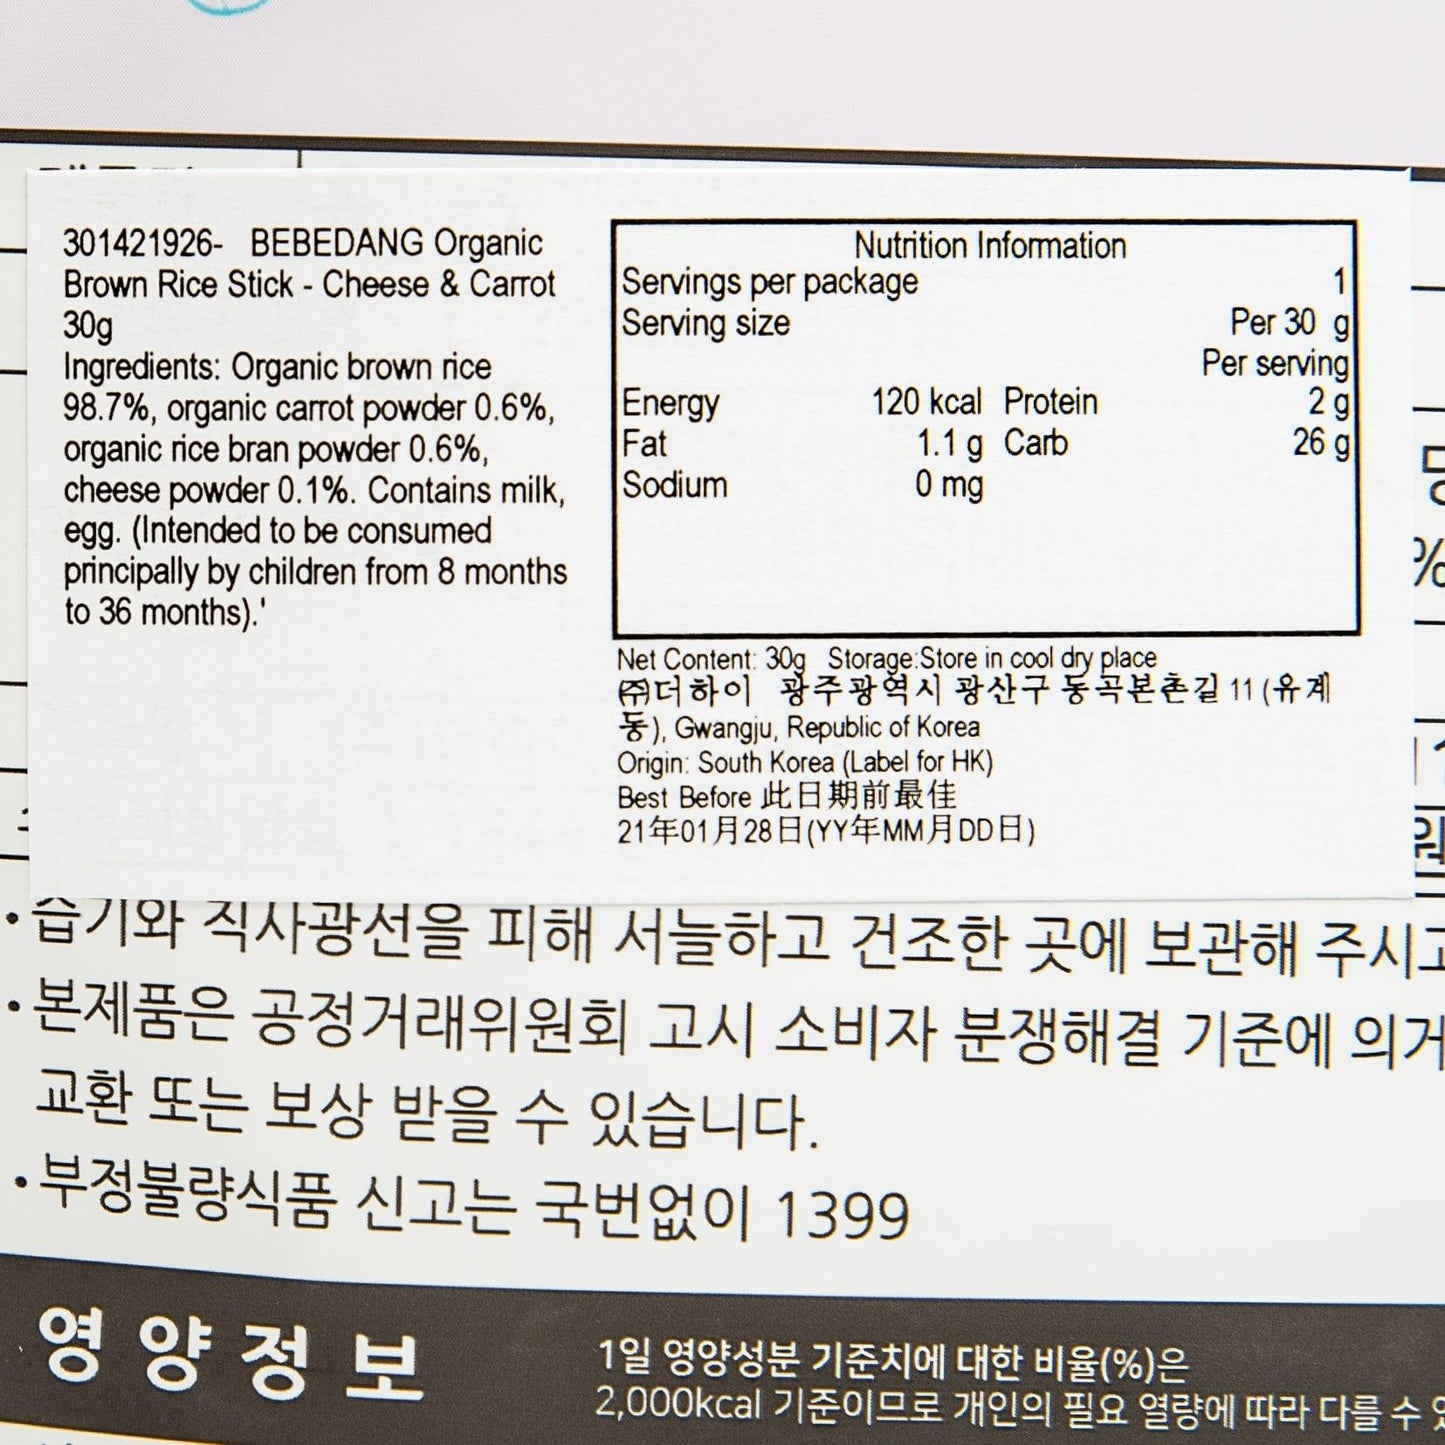 301421926- BEBEDANG Organic
Brown Rice Stick - Cheese & Carrot
30g
Ingredients: Organic brown rice
98.7%, organic carrot powder 0.6%,
organic rice bran powder 0.6%,
cheese powder 0.1%. Contains milk,
egg. (Intended to be consumed
principally by children from 8 months
to 36 months).'
Nutrition Information
Servings per package 1
Serving size Per 30 g
Per serving
Energy 120 kcal Protein 2 g
Fat 1.1 g Carb 26 g
Sodium 0 mg
Net Content: 30g Storage:Store in cool dry place
㈜더하이 광주광역시 광산구 동곡본촌길 11 (유계
동), Gwangju, Republic of Korea
Origin: South Korea (Label for HK)
Best Before 此日期前最佳
21年01月28日(YY年MM月DD日)
%
원
·습기와 직사광선을 피해 서늘하고 건조한 곳에 보관해 주시고
·본제품은 공정거래위원회 고시 소비자 분쟁해결 기준에 의거
교환 또는 보상 받을 수 있습니다.
·부정불량식품 신고는 국번없이 1399
영양정보
1일 영양성분 기준치에 대한 비율(%)은
2,000kcal 기준이므로 개인의 필요 열량에 따라 다를 수